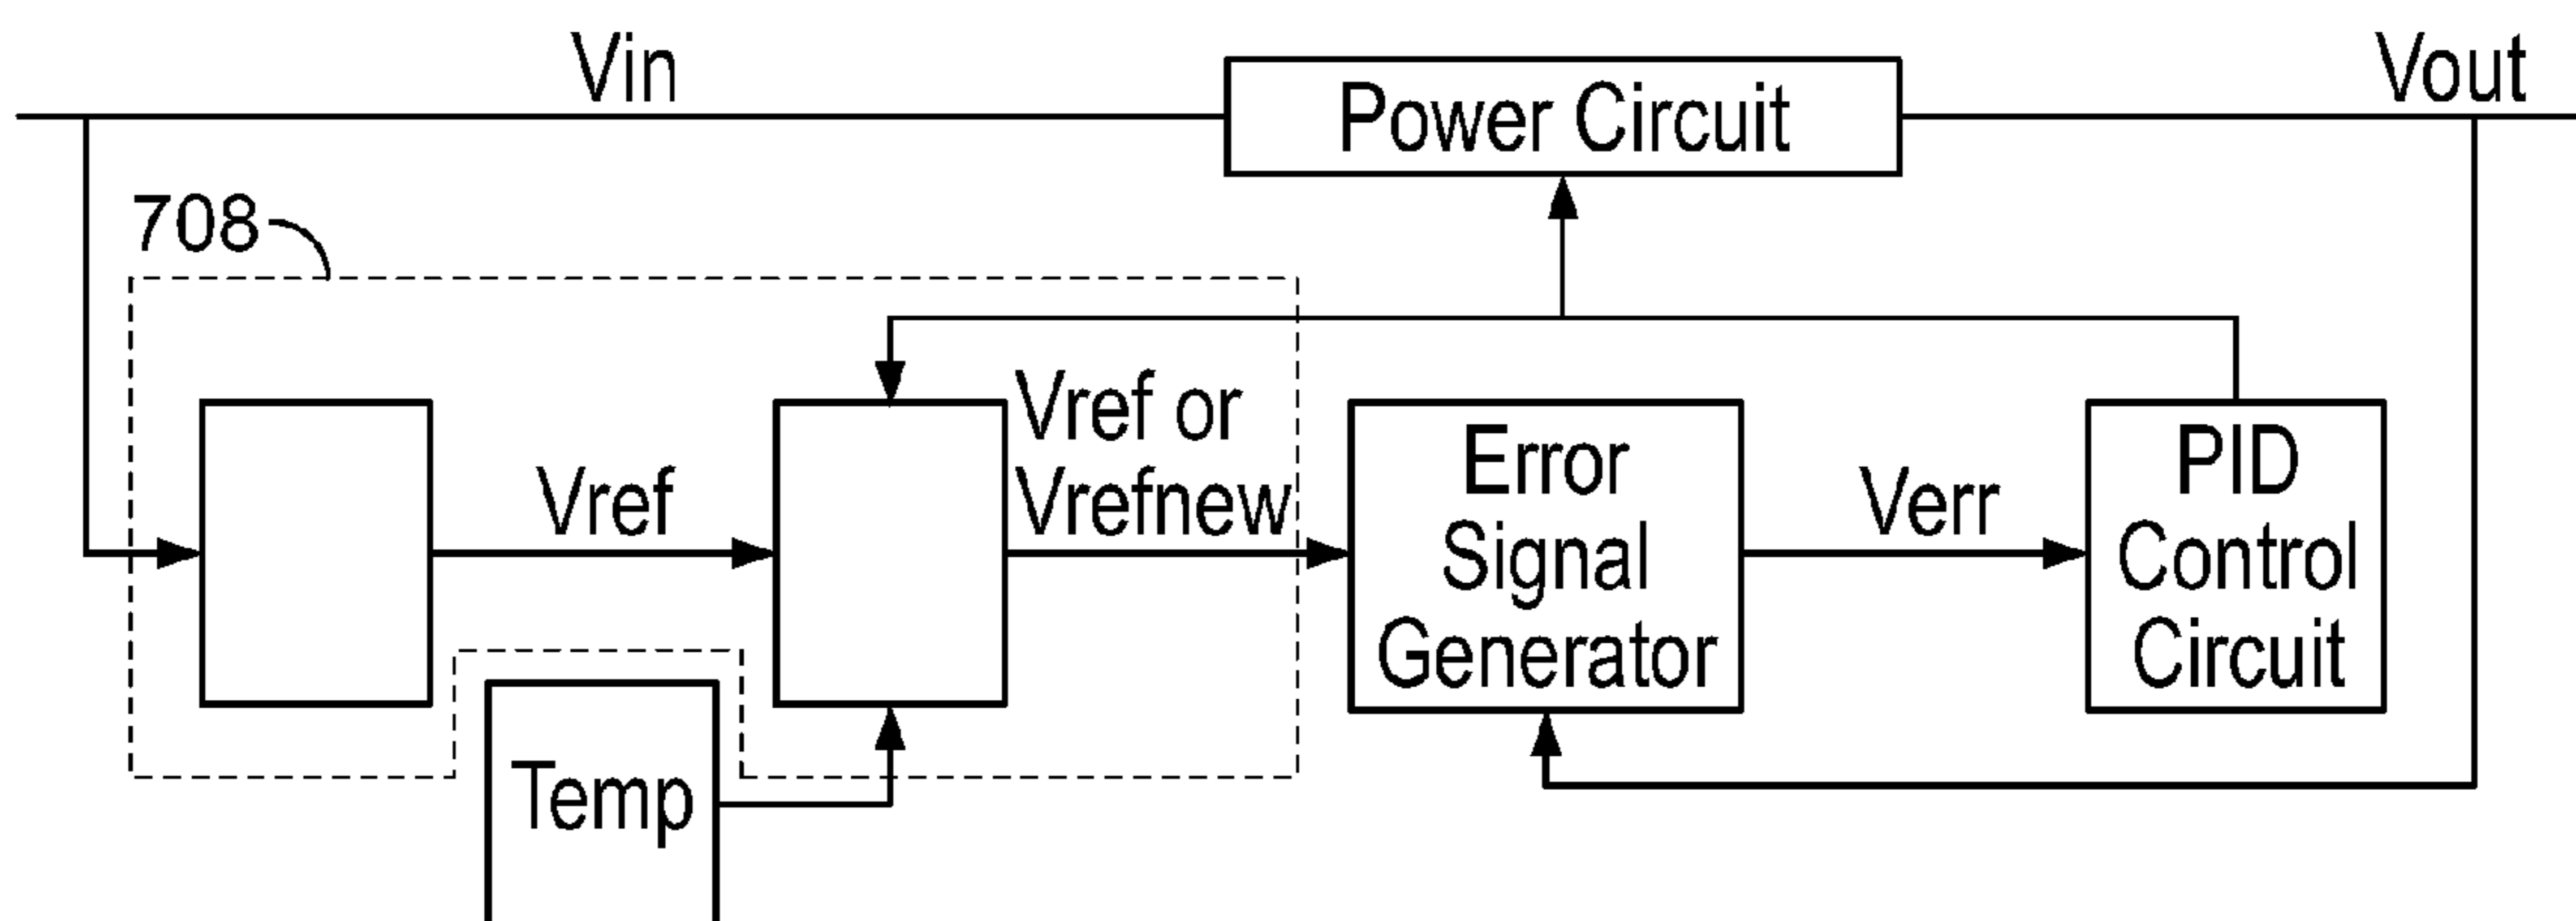 Vin
Vout
Power Circuit
708
Vref
Vref or
Vrefnew
Error
Signal
Generator
Verr
PID
Control
Circuit
Temp